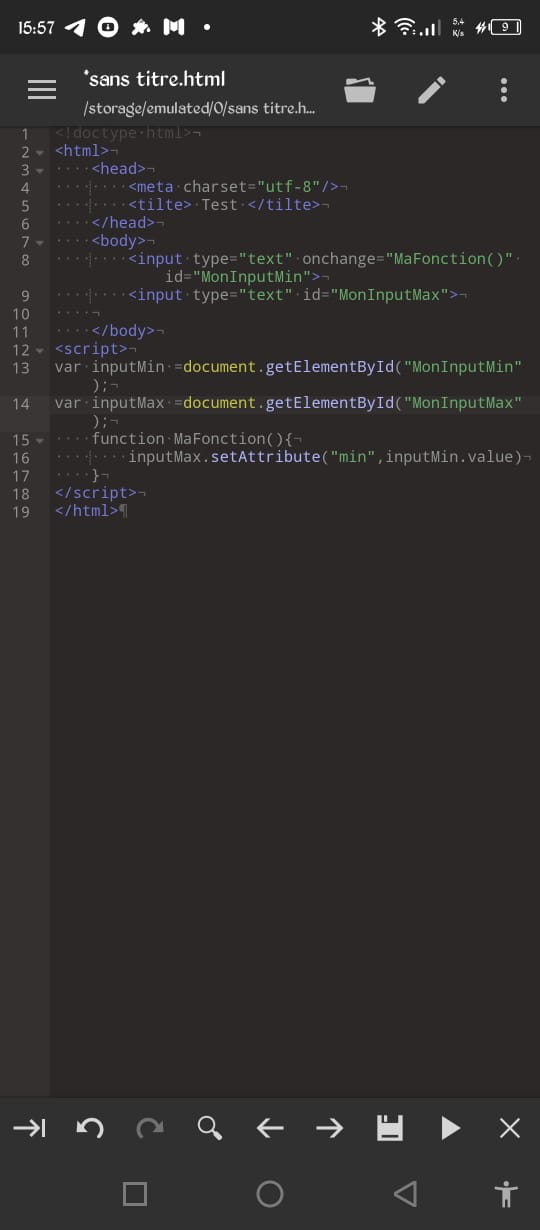 15:57
5.4
K/s
9
*sans titre.html
/storage/emulated/0/sans titre.h...
1 <!doctype html>
2 <html>
3 <head>
4 <meta charset="utf-8"/>
5 <tilte> Test </tilte>
6 </head>
7 <body>
8 <input type="text" onchange="MaFonction()"
id="MonInputMin">
9 <input type="text" id="MonInputMax">
10
11 </body>
12 <script>
13 var inputMin =document.getElementById("MonInputMin"
);
14 var inputMax =document.getElementById("MonInputMax"
);
15 function MaFonction(){
16 inputMax.setAttribute("min",inputMin.value)
17 }
18 </script>
19 </html>